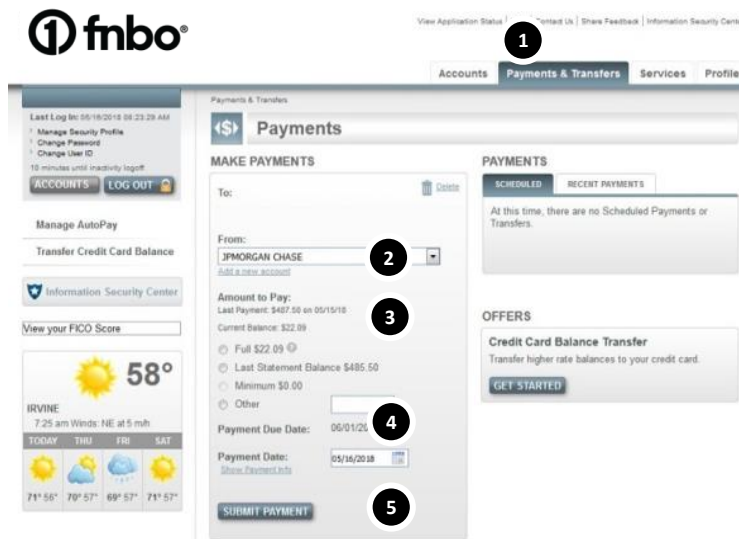 fnbo
View Application Status | Contact Us | Share Feedback | Information Security
1
Accounts Payments & Transfers Services Profile
Last Log In: 05/16/2018 08:23:29 AM
Manage Security Profile
Change Password
Change User ID
10 minutes until inactivity logoff
ACCOUNTS LOG OUT
Manage AutoPay
Transfer Credit Card Balance
Information Security Center
View your FICO Score
58°
IRVINE
7:25 am Winds: NE at 5 m/h
TODAY THU FRI SAT
71° 56° 70° 57° 69° 57° 71° 57°
Payments & Transfers
Payments
MAKE PAYMENTS
To:
Delete
From:
JPMORGAN CHASE
2
Add a new account
Amount to Pay:
Last Payment: $487.50 on 05/15/18
3
Current Balance: $22.09
Full $22.09
Last Statement Balance $485.50
Minimum $0.00
Other
4
Payment Due Date: 06/01/20
Payment Date: 05/16/2018
Show Payment Info
SUBMIT PAYMENT
5
PAYMENTS
SCHEDULED RECENT PAYMENTS
At this time, there are no Scheduled Payments or
Transfers.
OFFERS
Credit Card Balance Transfer
Transfer higher rate balances to your credit card.
GET STARTED